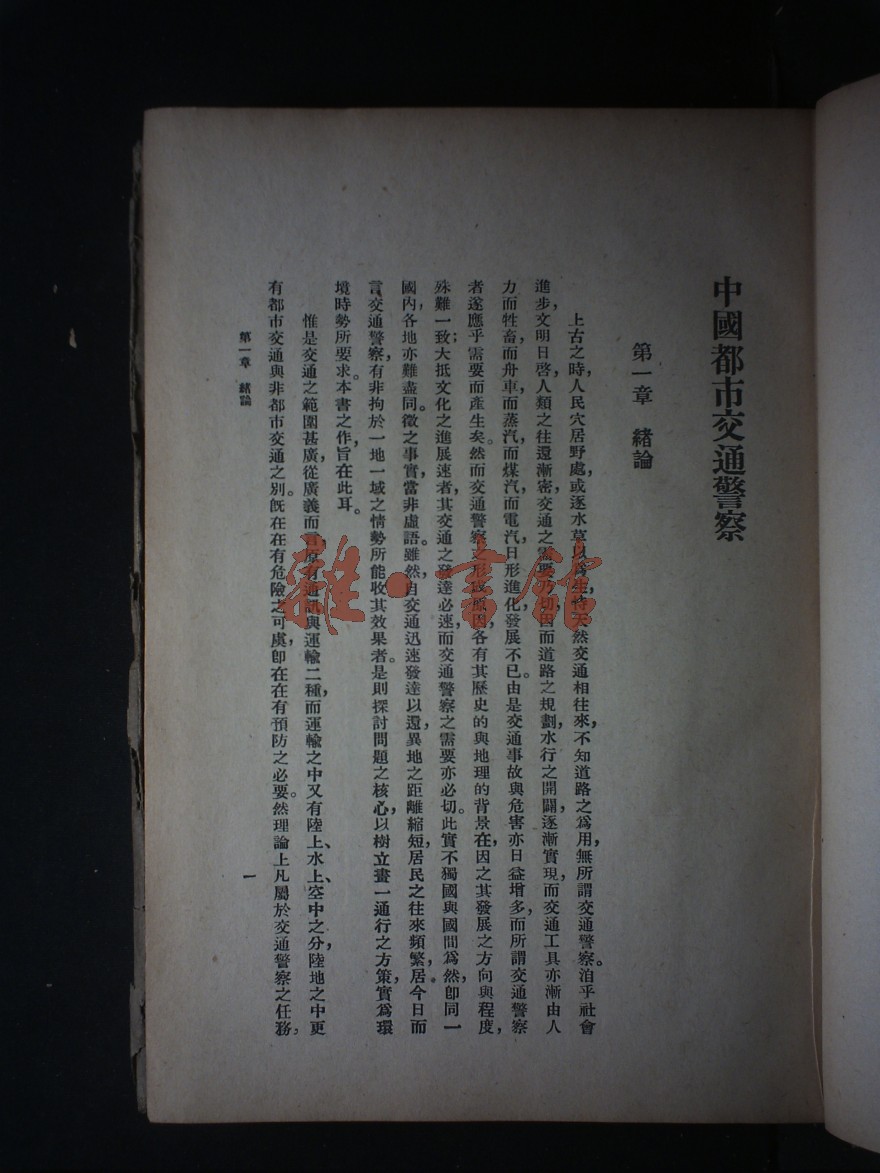 中國都市交通警察
第一章　緒論
上古之時，人民穴居野處，或逐水草以爲生，恃天然交通相往來，不知道路之爲用，無所謂交通警察。洎乎社會
進步，文明日啓，人類之往還漸密，交通之需要乃切，因而道路之規劃，水行之開闢，逐漸實現，而交通工具亦漸由人
力而牲畜，而舟車，而蒸汽，而煤汽，而電汽，日形進化，發展不已。由是交通事故與危害亦日益增多，而所謂交通警察
者遂應乎需要而產生矣。然而交通警察之形成原因，各有其歷史的與地理的背景在，因之其發展之方向與程度，
殊難一致；大抵文化之進展速者，其交通之發達必速，而交通警察之需要亦必切。此實不獨國與國間爲然，卽同一
國內，各地亦難盡同。徵之事實，當非虛語。雖然，自交通迅速發達以還，異地之距離縮短，居民之往來頻繁。居今日而
言交通警察，有非拘於一地一域之情勢所能收其效果者。是則探討問題之核心，以樹立畫一通行之方策，實爲環
境時勢所要求。本書之作，旨在此耳。
惟是交通之範圍甚廣，從廣義而言，原有通訊與運輸二種，而運輸之中又有陸上、水上、空中之分，陸地之中更
有都市交通與非都市交通之別。旣在在有危險之可虞，卽在在有預防之必要。然理論上凡屬於交通警察之任務，
第一章　緒論
一
雜·書館